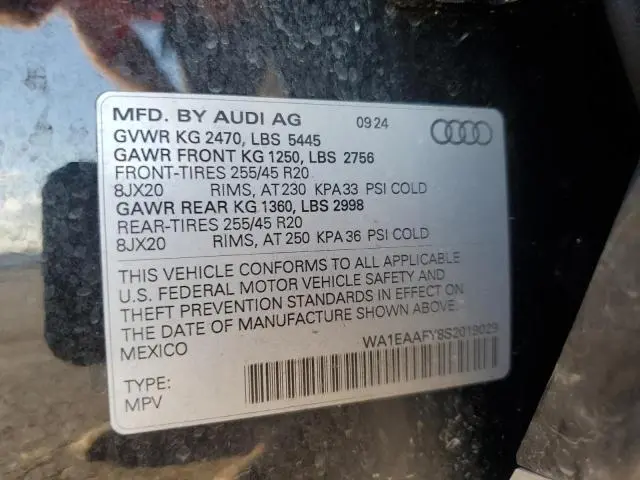 MFD. BY AUDI AG 09 24
GVWR KG 2470, LBS 5445
GAWR FRONT KG 1250, LBS 2756
FRONT-TIRES 255/45 R20
8JX20 RIMS, AT 230 KPA 33 PSI COLD
GAWR REAR KG 1360, LBS 2998
REAR-TIRES 255/45 R20
8JX20 RIMS, AT 250 KPA 36 PSI COLD
THIS VEHICLE CONFORMS TO ALL APPLICABLE
U.S. FEDERAL MOTOR VEHICLE SAFETY AND
THEFT PREVENTION STANDARDS IN EFFECT ON
THE DATE OF MANUFACTURE SHOWN ABOVE.
MEXICO
WA1EAAFY8S2019029
TYPE:
MPV